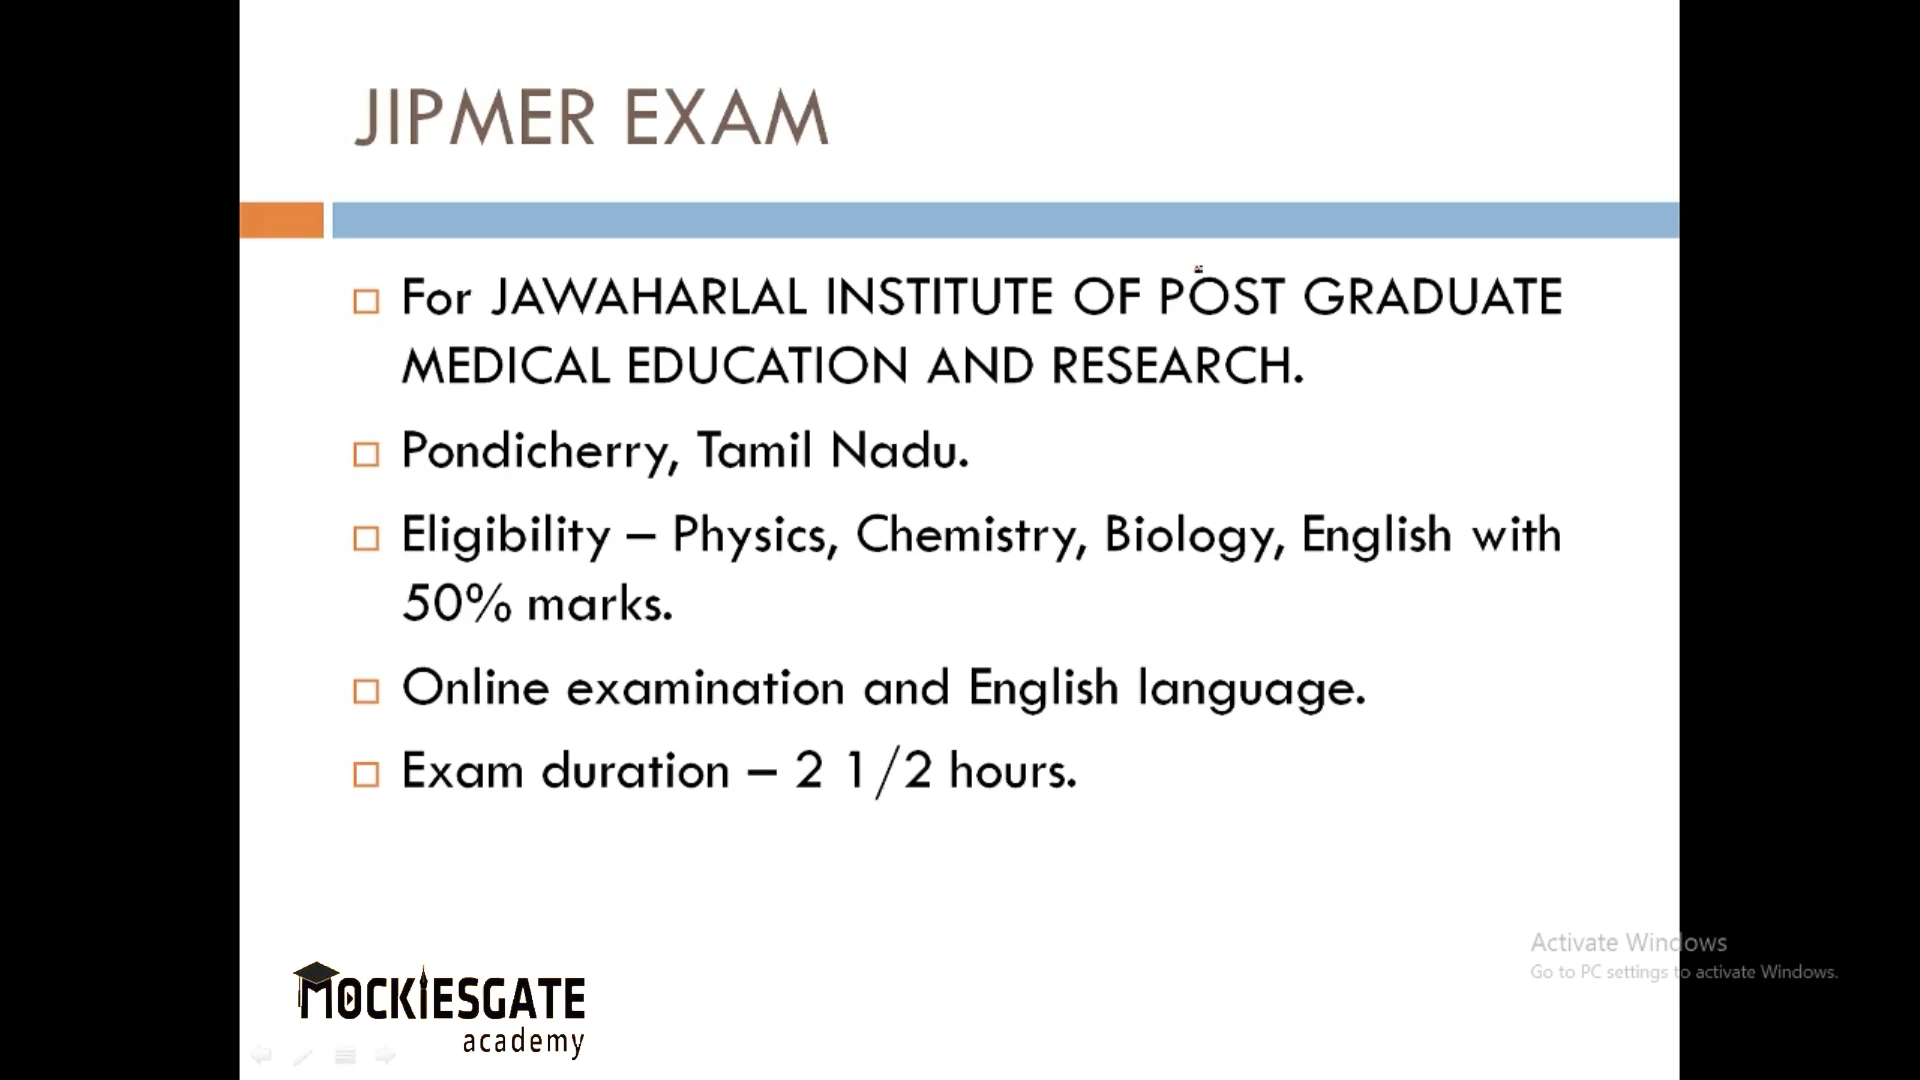 JIPMER EXAM
For JAWAHARLAL INSTITUTE OF POST GRADUATE
MEDICAL EDUCATION AND RESEARCH.
Pondicherry, Tamil Nadu.
Eligibility – Physics, Chemistry, Biology, English with
50% marks.
Online examination and English language.
Exam duration – 2 1/2 hours.
Activate Windows
Go to PC settings to activate Windows.
MOCKIESGATE
academy